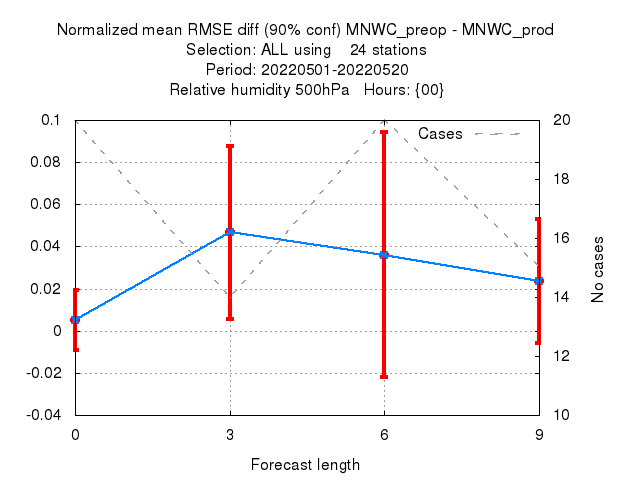 Normalized mean RMSE diff (90% conf) MNWC_preop - MNWC_prod
Selection: ALL using    24 stations
Period: 20220501-20220520
Relative humidity 500hPa   Hours: {00}
0.1
0.08
0.06
0.04
0.02
0
-0.02
-0.04
Cases
20
18
16
14
12
10
No cases
0 3 6 9
Forecast length